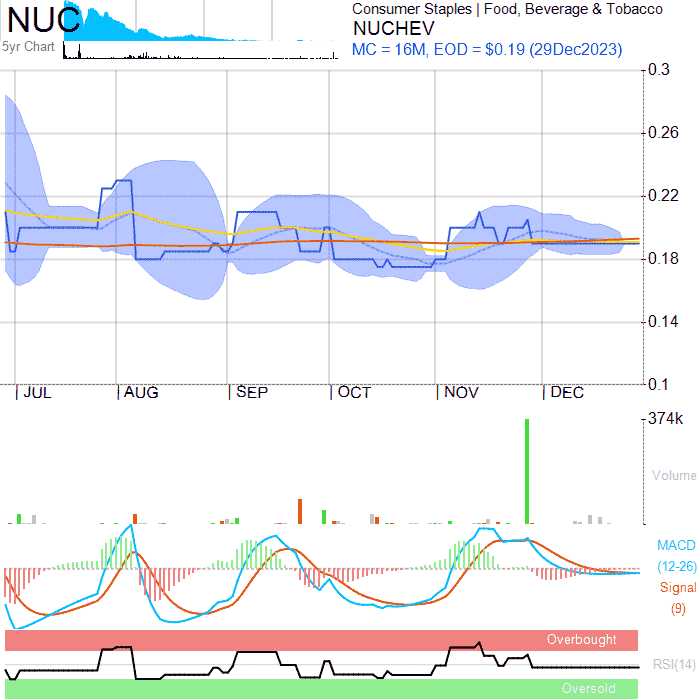 NUC
5yr Chart
Consumer Staples | Food, Beverage & Tobacco
NUCHEV
MC = 16M, EOD = $0.19 (29Dec2023)
0.3
0.26
0.22
0.18
0.14
0.1
JUL
AUG
SEP
OCT
NOV
DEC
374k
Volume
MACD
(12-26)
Signal
(9)
Overbought
RSI(14)
Oversold